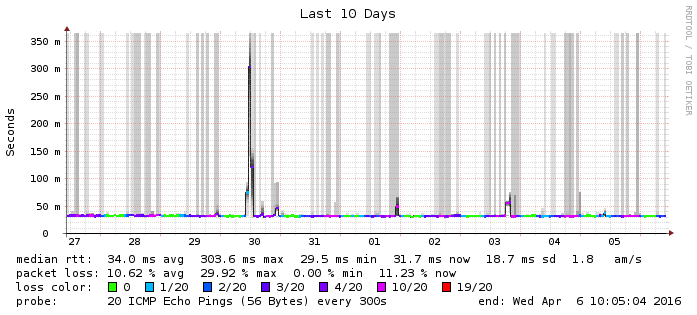 Last 10 Days
RRDTOOL / TOBI OETIKER
Seconds
350 m
300 m
250 m
200 m
150 m
100 m
50 m
0
27 28 29 30 31 01 02 03 04 05
median rtt: 34.0 ms avg 303.6 ms max 29.5 ms min 31.7 ms now 18.7 ms sd 1.8 am/s
packet loss: 10.62 % avg 29.92 % max 0.00 % min 11.23 % now
loss color: 0 1/20 2/20 3/20 4/20 10/20 19/20
probe: 20 ICMP Echo Pings (56 Bytes) every 300s end: Wed Apr 6 10:05:04 2016